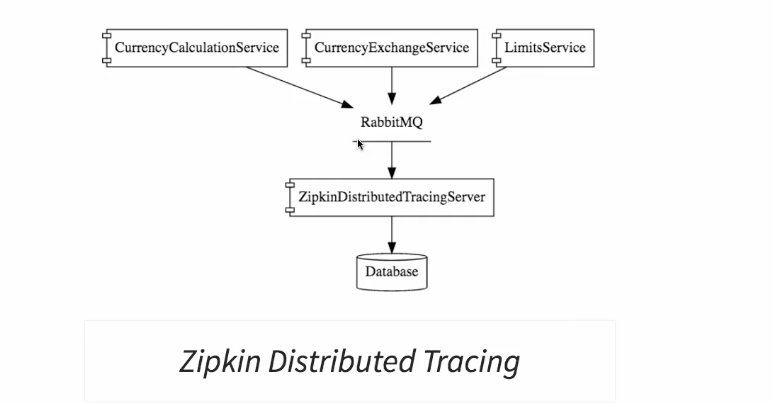 CurrencyCalculationService
CurrencyExchangeService
LimitsService
RabbitMQ
ZipkinDistributedTracingServer
Database
Zipkin Distributed Tracing